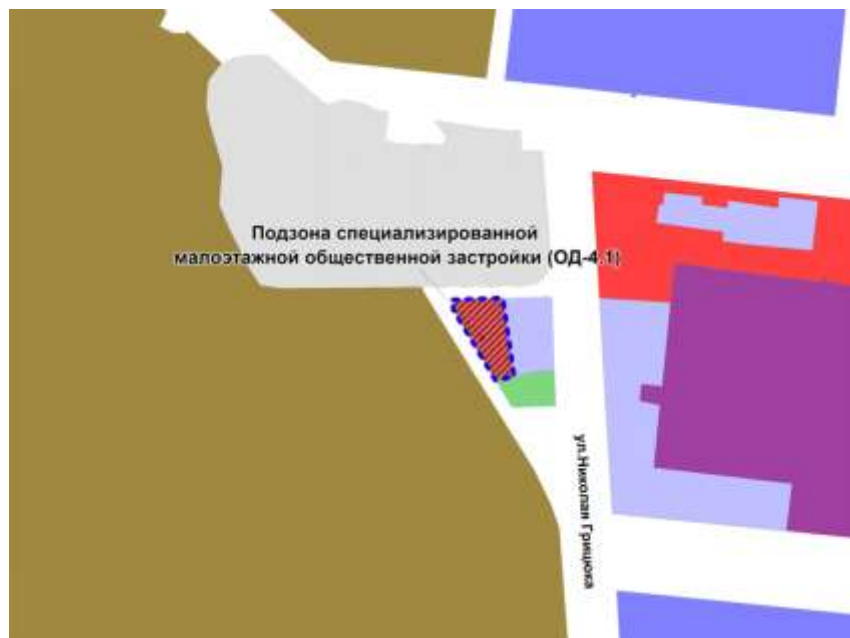 Подзона специализированной
малоэтажной общественной застройки (ОД-4.1)
ул.Николая Грицюка